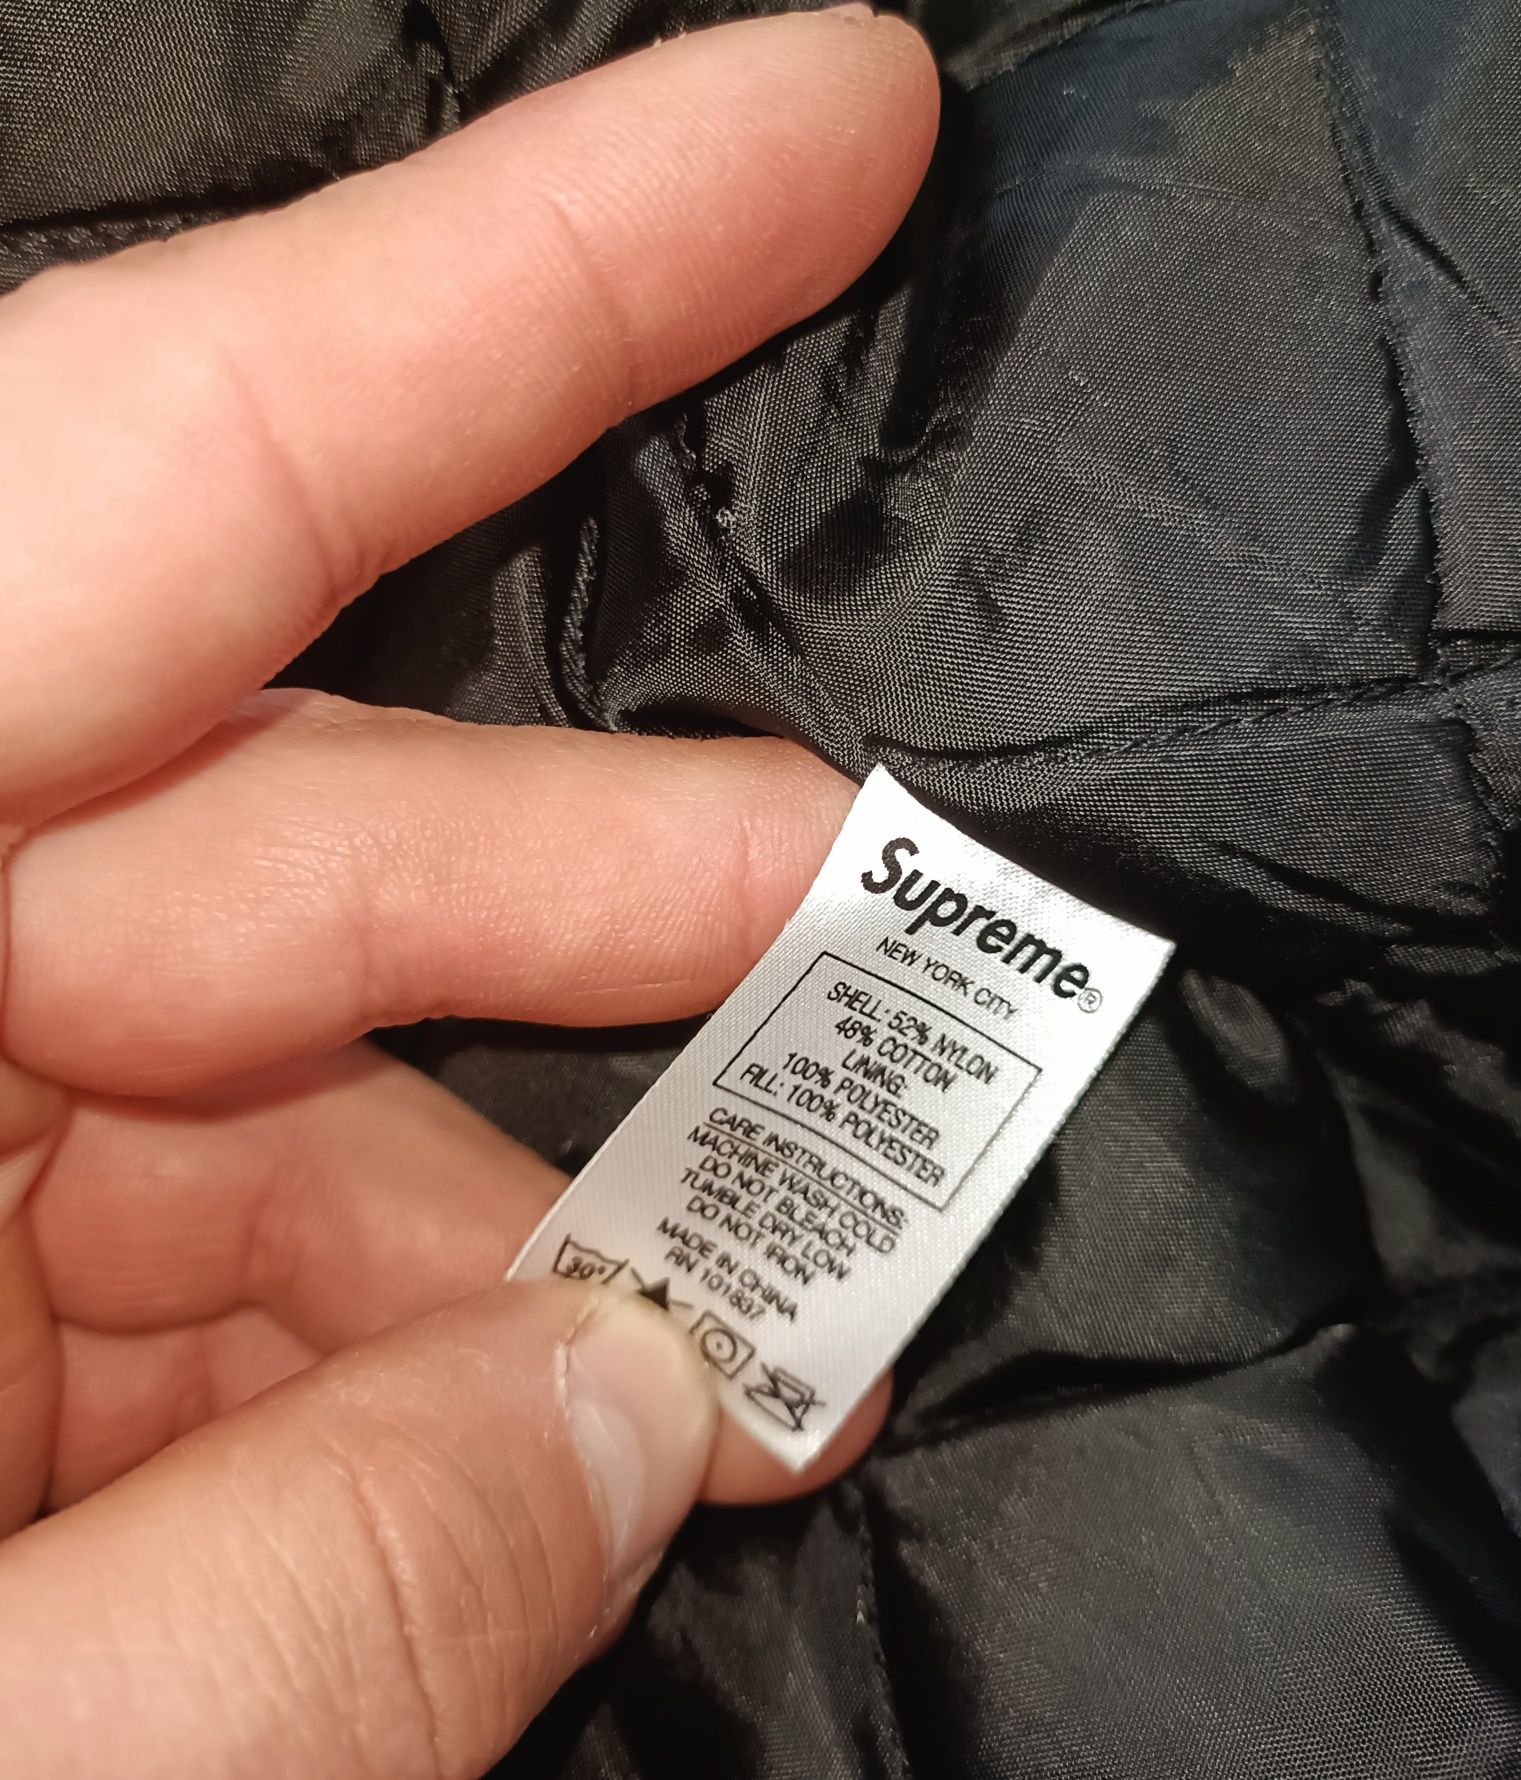 Supreme®
NEW YORK CITY
SHELL: 52% NYLON
48% COTTON
LINING:
100% POLYESTER
FILL: 100% POLYESTER
CARE INSTRUCTIONS:
MACHINE WASH COLD
DO NOT BLEACH
TUMBLE DRY LOW
DO NOT IRON
MADE IN CHINA
RN 101837
30°